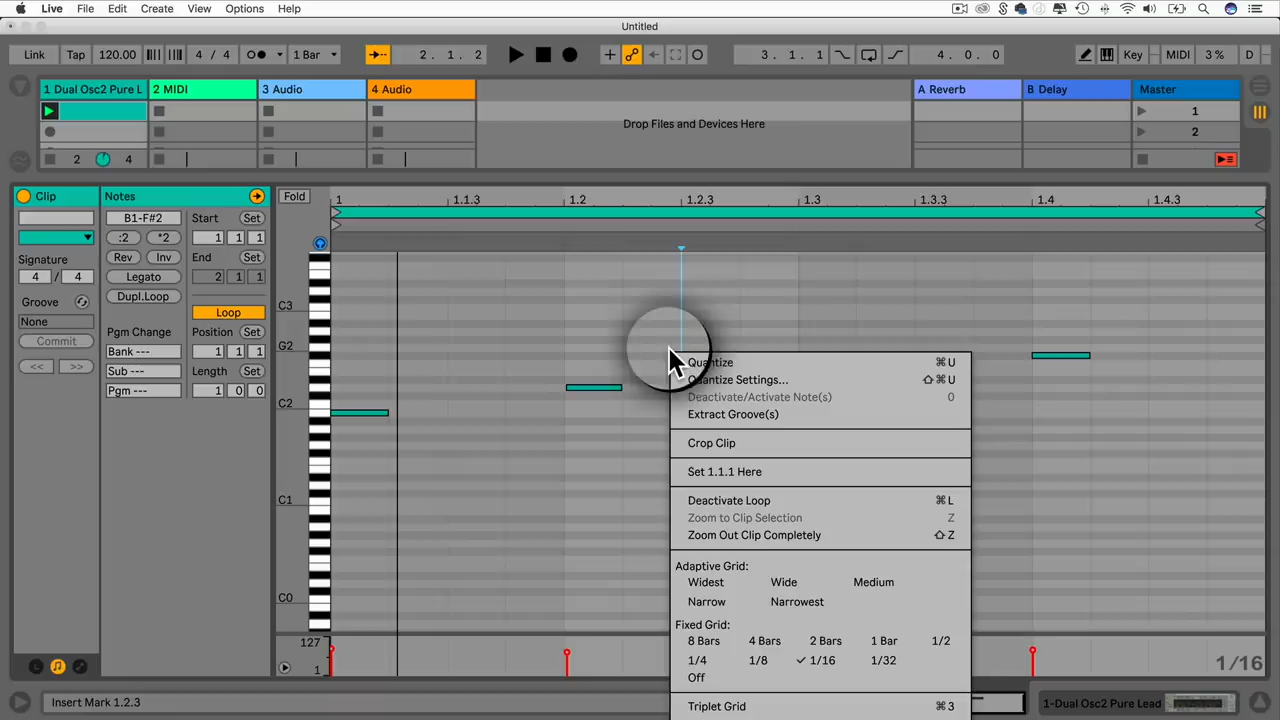 Live File Edit Create View Options Help
Untitled
Link Tap 120.00 4 / 4 1 Bar 2. 1. 2 3. 1. 1 4. 0. 0 Key MIDI 3 % D
1 Dual Osc2 Pure L 2 MIDI 3 Audio 4 Audio A Reverb B Delay Master
1
Drop Files and Devices Here
2
2 4
Clip Notes Fold 1 1.1.3 1.2 1.2.3 1.3 1.3.3 1.4 1.4.3
B1-F#2 Start Set
:2 *2 1 1 1
Signature Rev Inv End Set
4 / 4 Legato 2 1 1
Groove Dupl.Loop
None Loop
Commit Pgm Change Position Set
<< >> Bank --- 1 1 1
Sub --- Length Set
Pgm --- 1 0 0
C3
G2
C2
C1
C0
127
1
Quantize ⌘U
Quantize Settings... ⇧⌘U
Deactivate/Activate Note(s) 0
Extract Groove(s)
Crop Clip
Set 1.1.1 Here
Deactivate Loop ⌘L
Zoom to Clip Selection Z
Zoom Out Clip Completely ⇧Z
Adaptive Grid:
Widest Wide Medium
Narrow Narrowest
Fixed Grid:
8 Bars 4 Bars 2 Bars 1 Bar 1/2
1/4 1/8 ✓ 1/16 1/32
Off
Triplet Grid ⌘3
1/16
Insert Mark 1.2.3
1-Dual Osc2 Pure Lead